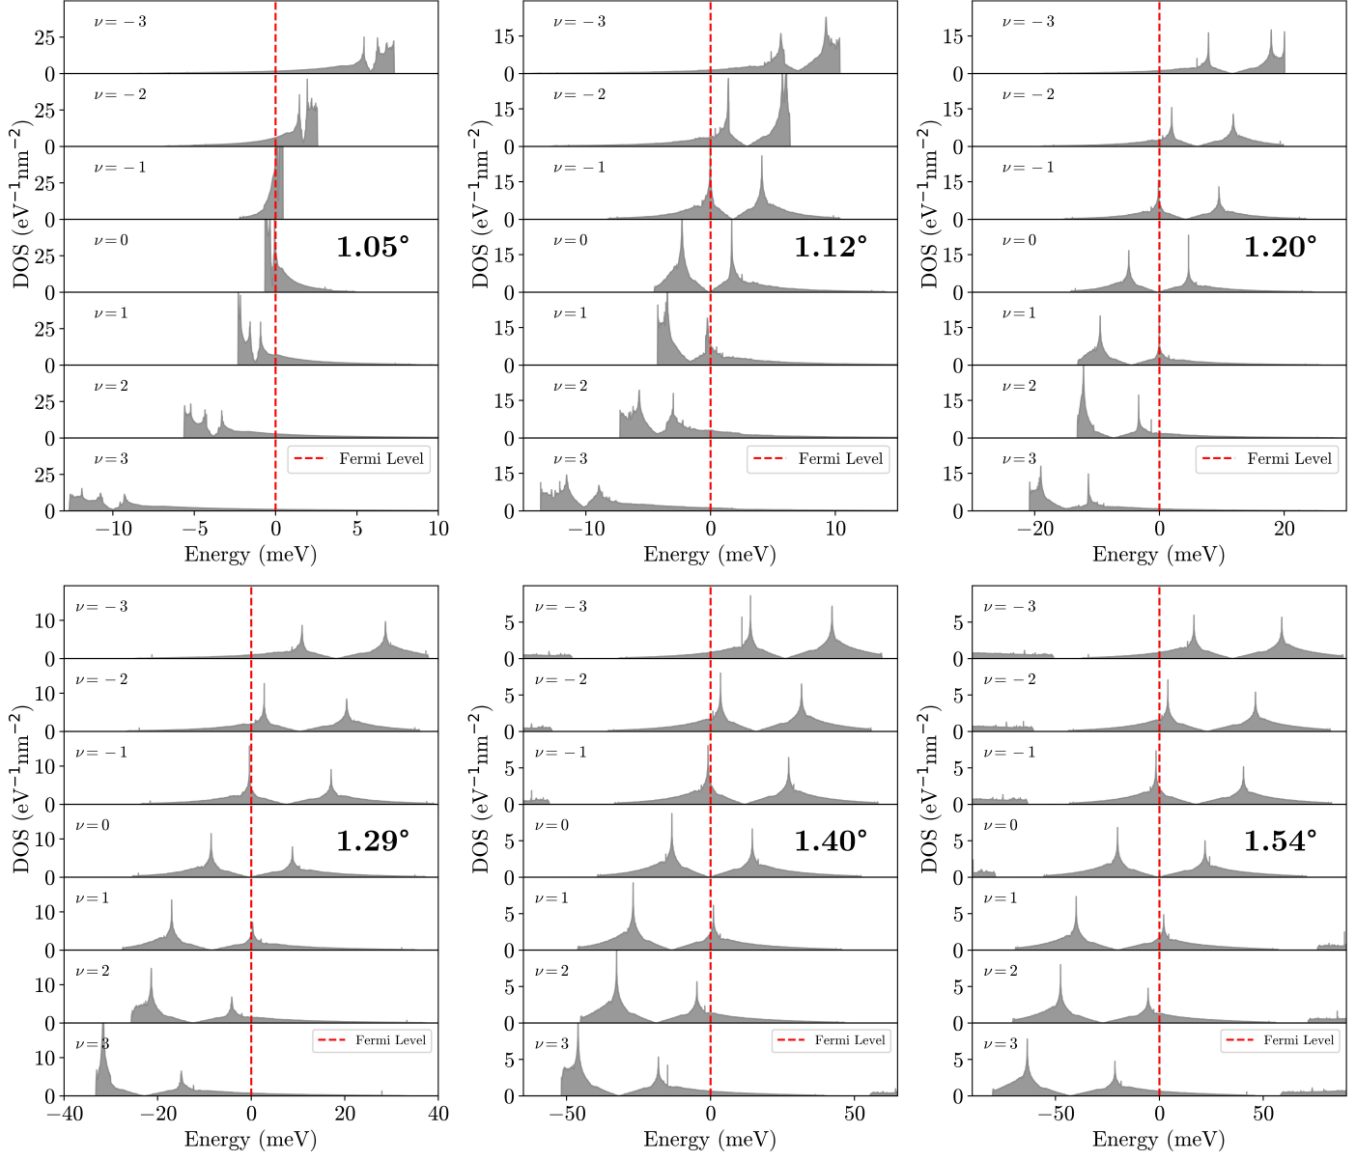 DOS (eV⁻¹nm⁻²)
ν = −3
25
0
ν = −2
25
0
ν = −1
25
0
ν = 0
1.05°
25
0
ν = 1
25
0
ν = 2
25
0
ν = 3
Fermi Level
25
0
−10 −5 0 5 10
Energy (meV)
DOS (eV⁻¹nm⁻²)
ν = −3
15
0
ν = −2
15
0
ν = −1
15
0
ν = 0
1.12°
15
0
ν = 1
15
0
ν = 2
15
0
ν = 3
Fermi Level
15
0
−10 0 10
Energy (meV)
DOS (eV⁻¹nm⁻²)
ν = −3
15
0
ν = −2
15
0
ν = −1
15
0
ν = 0
1.20°
15
0
ν = 1
15
0
ν = 2
15
0
ν = 3
Fermi Level
15
0
−20 0 20
Energy (meV)
DOS (eV⁻¹nm⁻²)
ν = −3
10
0
ν = −2
10
0
ν = −1
10
0
ν = 0
1.29°
10
0
ν = 1
10
0
ν = 2
10
0
ν = 3
Fermi Level
10
0
−40 −20 0 20 40
Energy (meV)
DOS (eV⁻¹nm⁻²)
ν = −3
5
0
ν = −2
5
0
ν = −1
5
0
ν = 0
1.40°
5
0
ν = 1
5
0
ν = 2
5
0
ν = 3
Fermi Level
5
0
−50 0 50
Energy (meV)
DOS (eV⁻¹nm⁻²)
ν = −3
5
0
ν = −2
5
0
ν = −1
5
0
ν = 0
1.54°
5
0
ν = 1
5
0
ν = 2
5
0
ν = 3
Fermi Level
5
0
−50 0 50
Energy (meV)